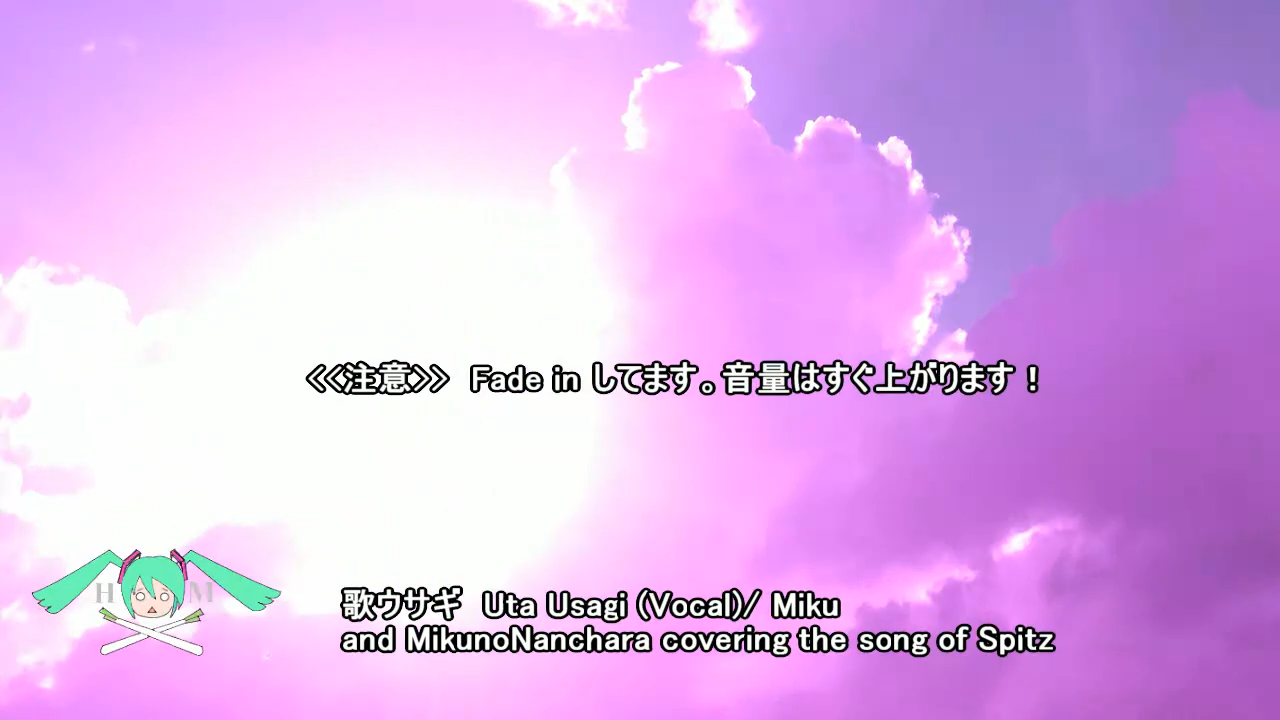 <<注意>> Fade in してます。音量はすぐ上がります！
H M
歌ウサギ Uta Usagi (Vocal)/ Miku
and MikunoNanchara covering the song of Spitz